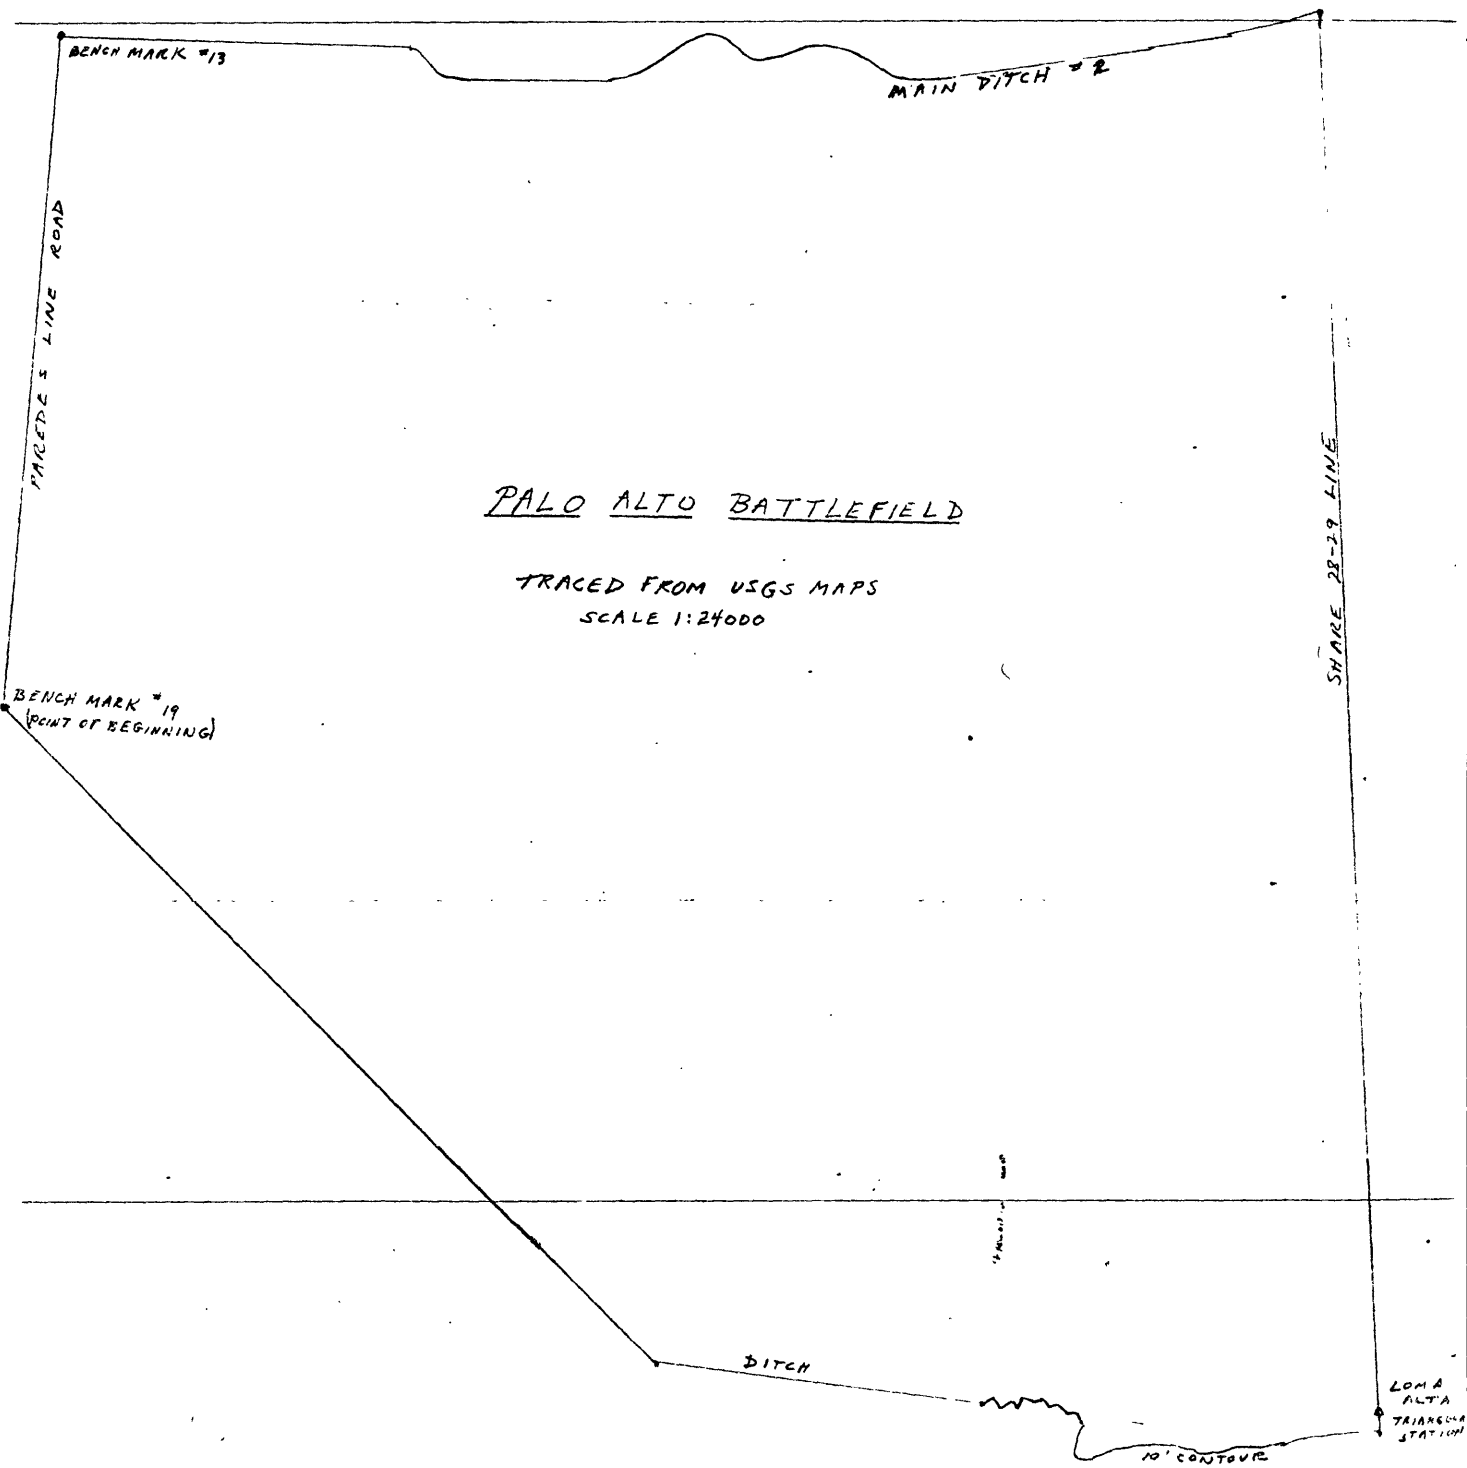 BENCH MARK #13
MAIN DITCH #2
PAREDES LINE ROAD
PALO ALTO BATTLEFIELD
TRACED FROM USGS MAPS
SCALE 1:24000
SHARE 28-29 LINE
BENCH MARK #19
(POINT OF BEGINNING)
DITCH
10' CONTOUR
LOMA
ALTA
STATION